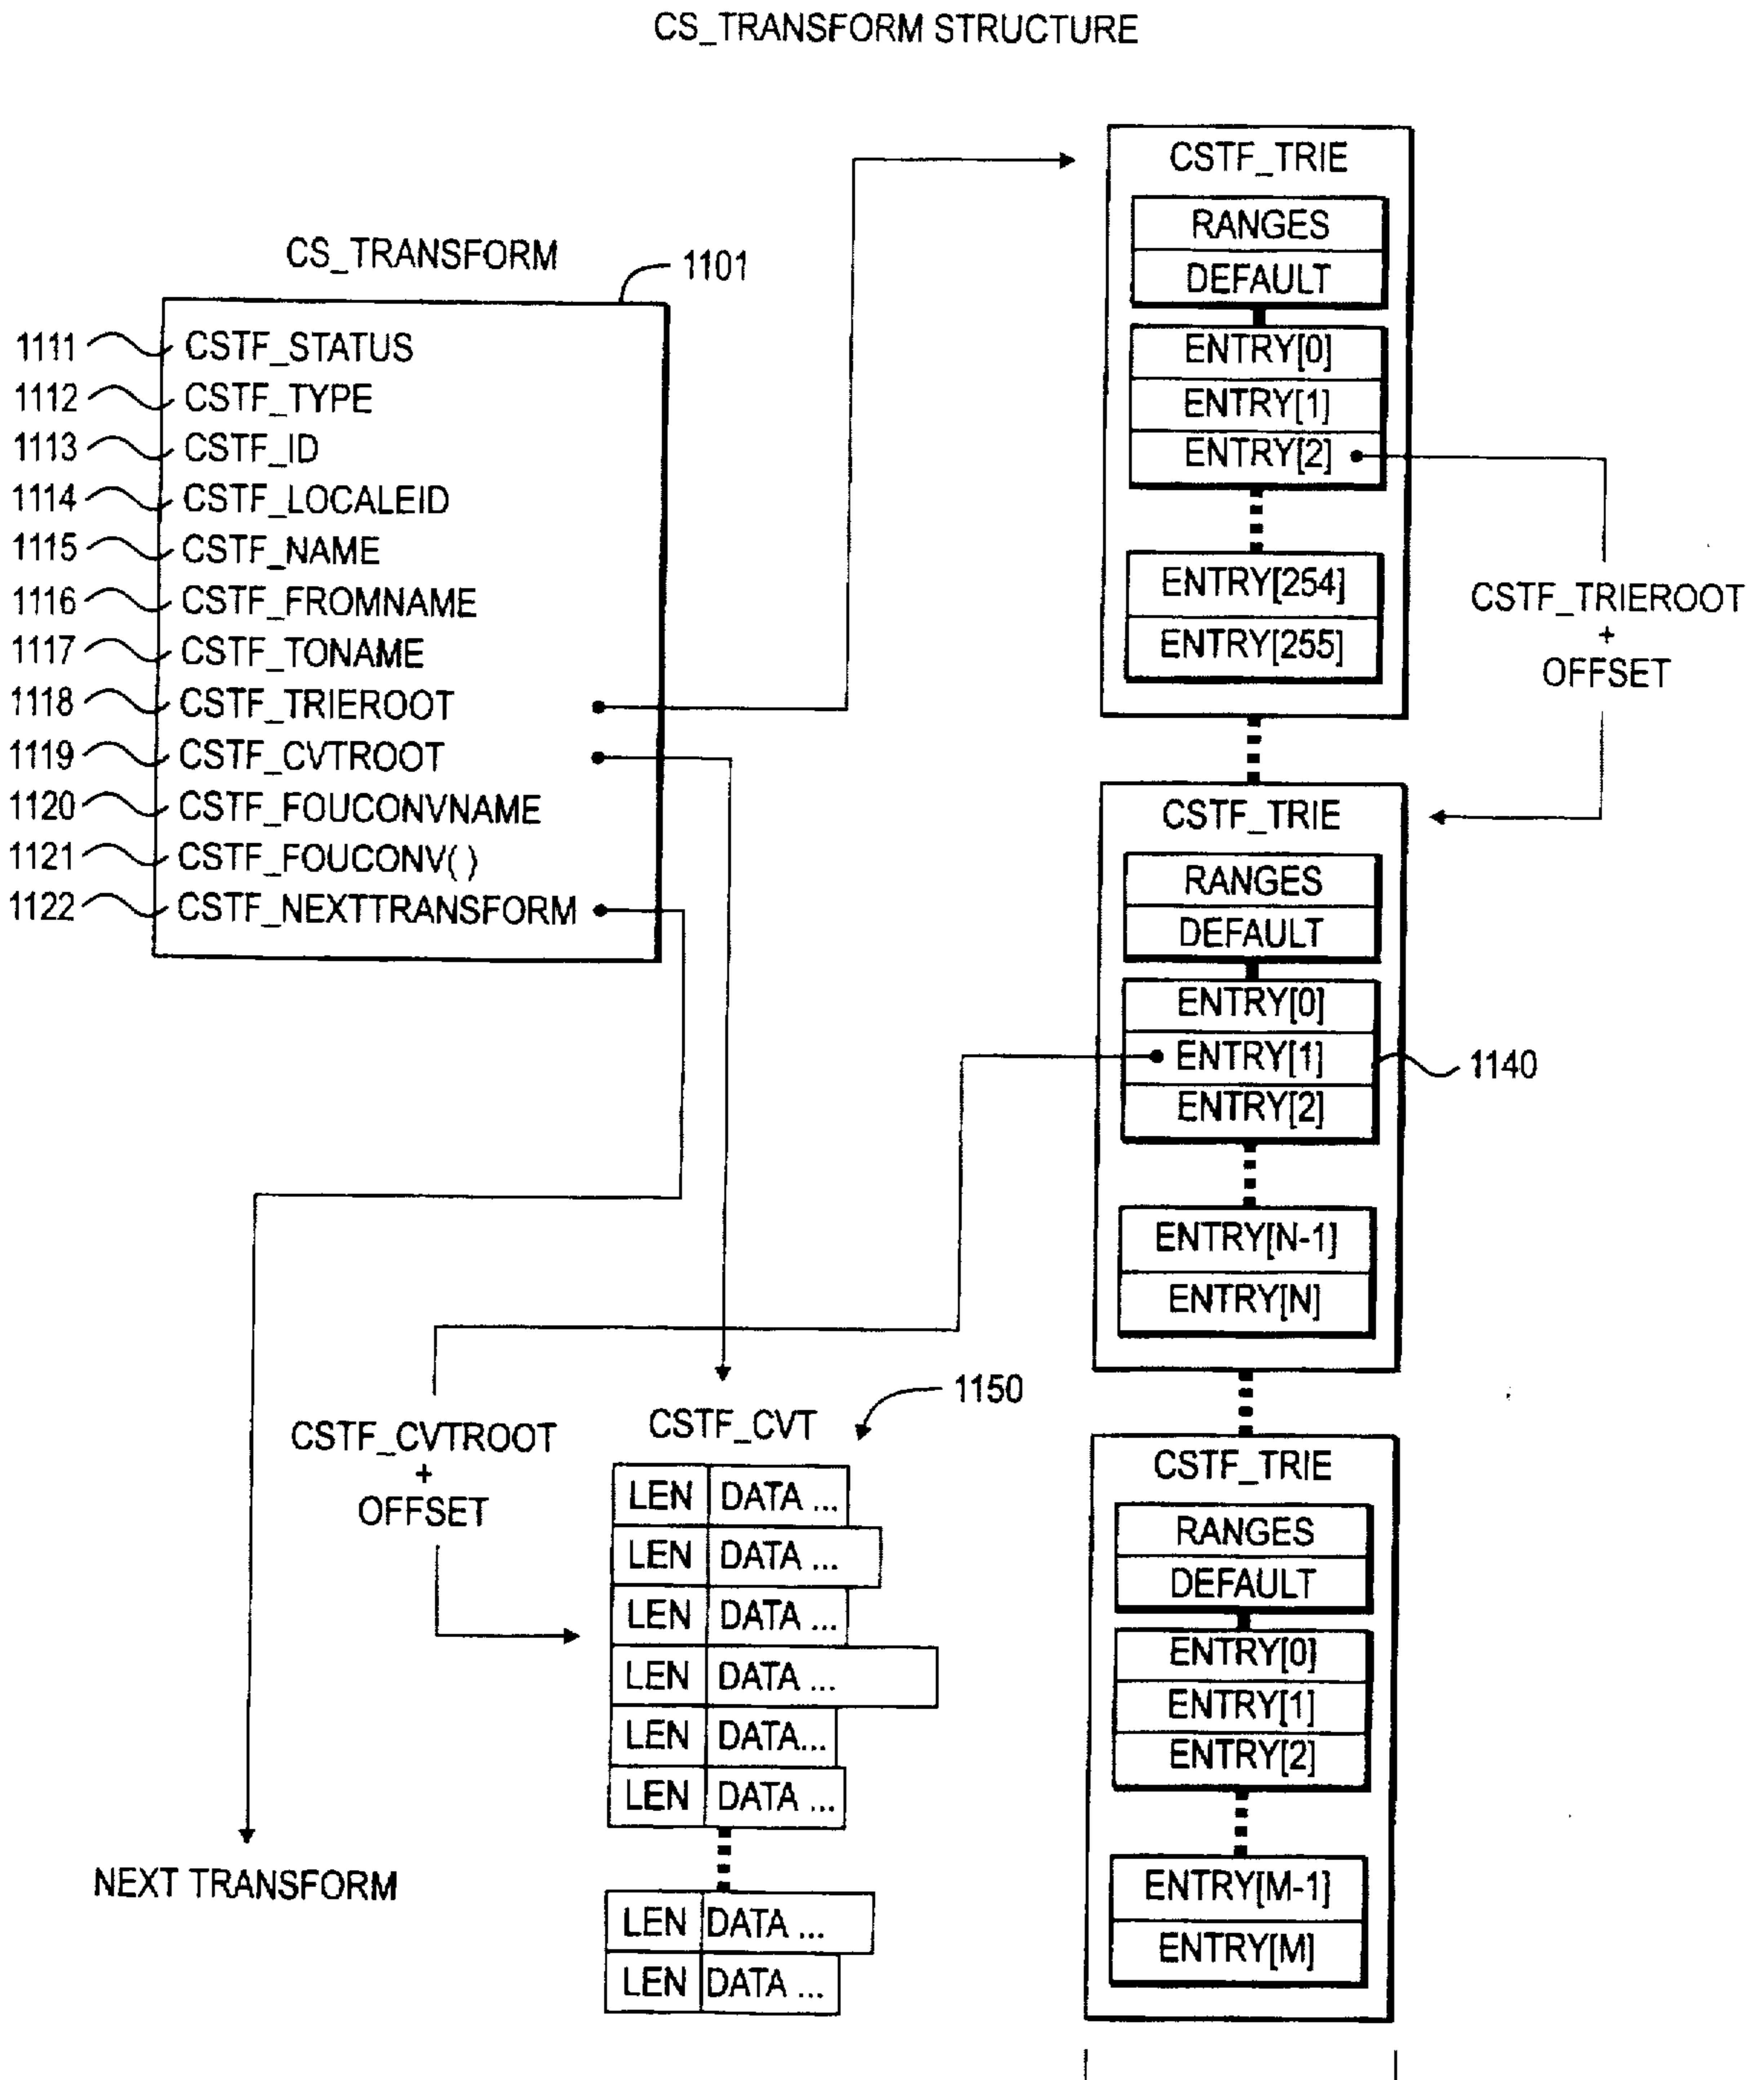 CS_TRANSFORM STRUCTURE
CS_TRANSFORM
1101
1111 CSTF_STATUS
1112 CSTF_TYPE
1113 CSTF_ID
1114 CSTF_LOCALEID
1115 CSTF_NAME
1116 CSTF_FROMNAME
1117 CSTF_TONAME
1118 CSTF_TRIEROOT
1119 CSTF_CVTROOT
1120 CSTF_FOUCONVNAME
1121 CSTF_FOUCONV( )
1122 CSTF_NEXTTRANSFORM
NEXT TRANSFORM
CSTF_CVTROOT
+
OFFSET
CSTF_CVT
1150
LEN DATA ...
LEN DATA ...
LEN DATA ...
LEN DATA ...
LEN DATA...
LEN DATA ...
LEN DATA ...
LEN DATA ...
CSTF_TRIE
RANGES
DEFAULT
ENTRY[0]
ENTRY[1]
ENTRY[2]
ENTRY[254]
ENTRY[255]
CSTF_TRIEROOT
+
OFFSET
CSTF_TRIE
RANGES
DEFAULT
ENTRY[0]
ENTRY[1]
1140
ENTRY[2]
ENTRY[N-1]
ENTRY[N]
CSTF_TRIE
RANGES
DEFAULT
ENTRY[0]
ENTRY[1]
ENTRY[2]
ENTRY[M-1]
ENTRY[M]